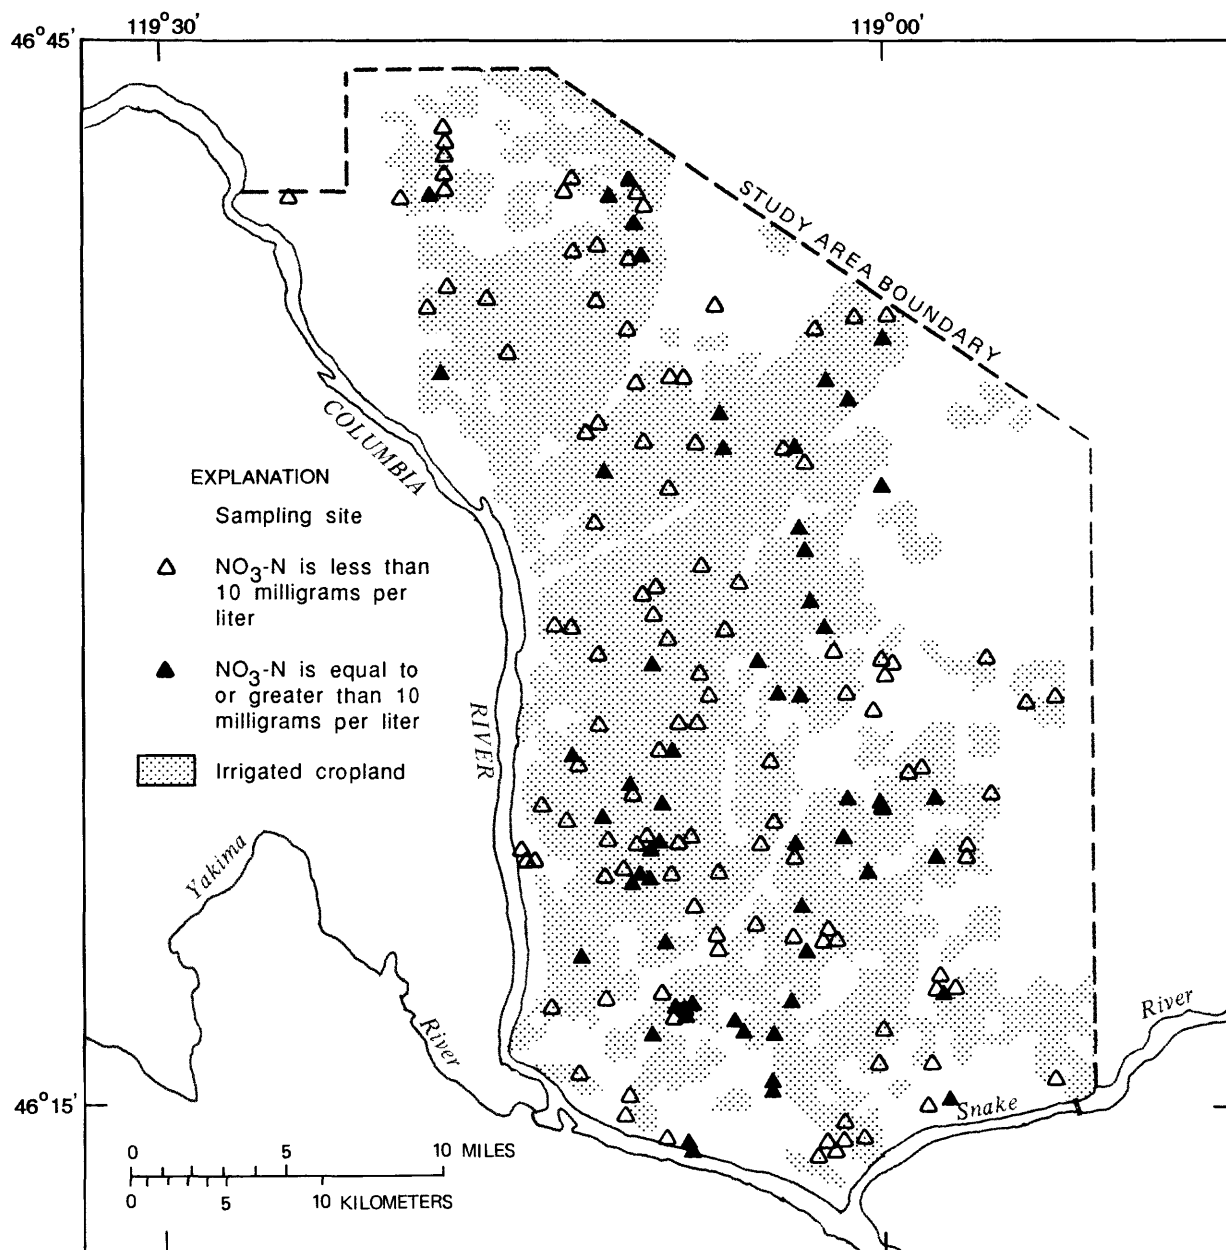 119°30'
119°00'
46°45'
STUDY AREA BOUNDARY
COLUMBIA
RIVER
EXPLANATION
Sampling site
NO3-N is less than
10 milligrams per
liter
NO3-N is equal to
or greater than 10
milligrams per liter
Irrigated cropland
Yakima
River
River
Snake
46°15'
0 5 10 MILES
0 5 10 KILOMETERS